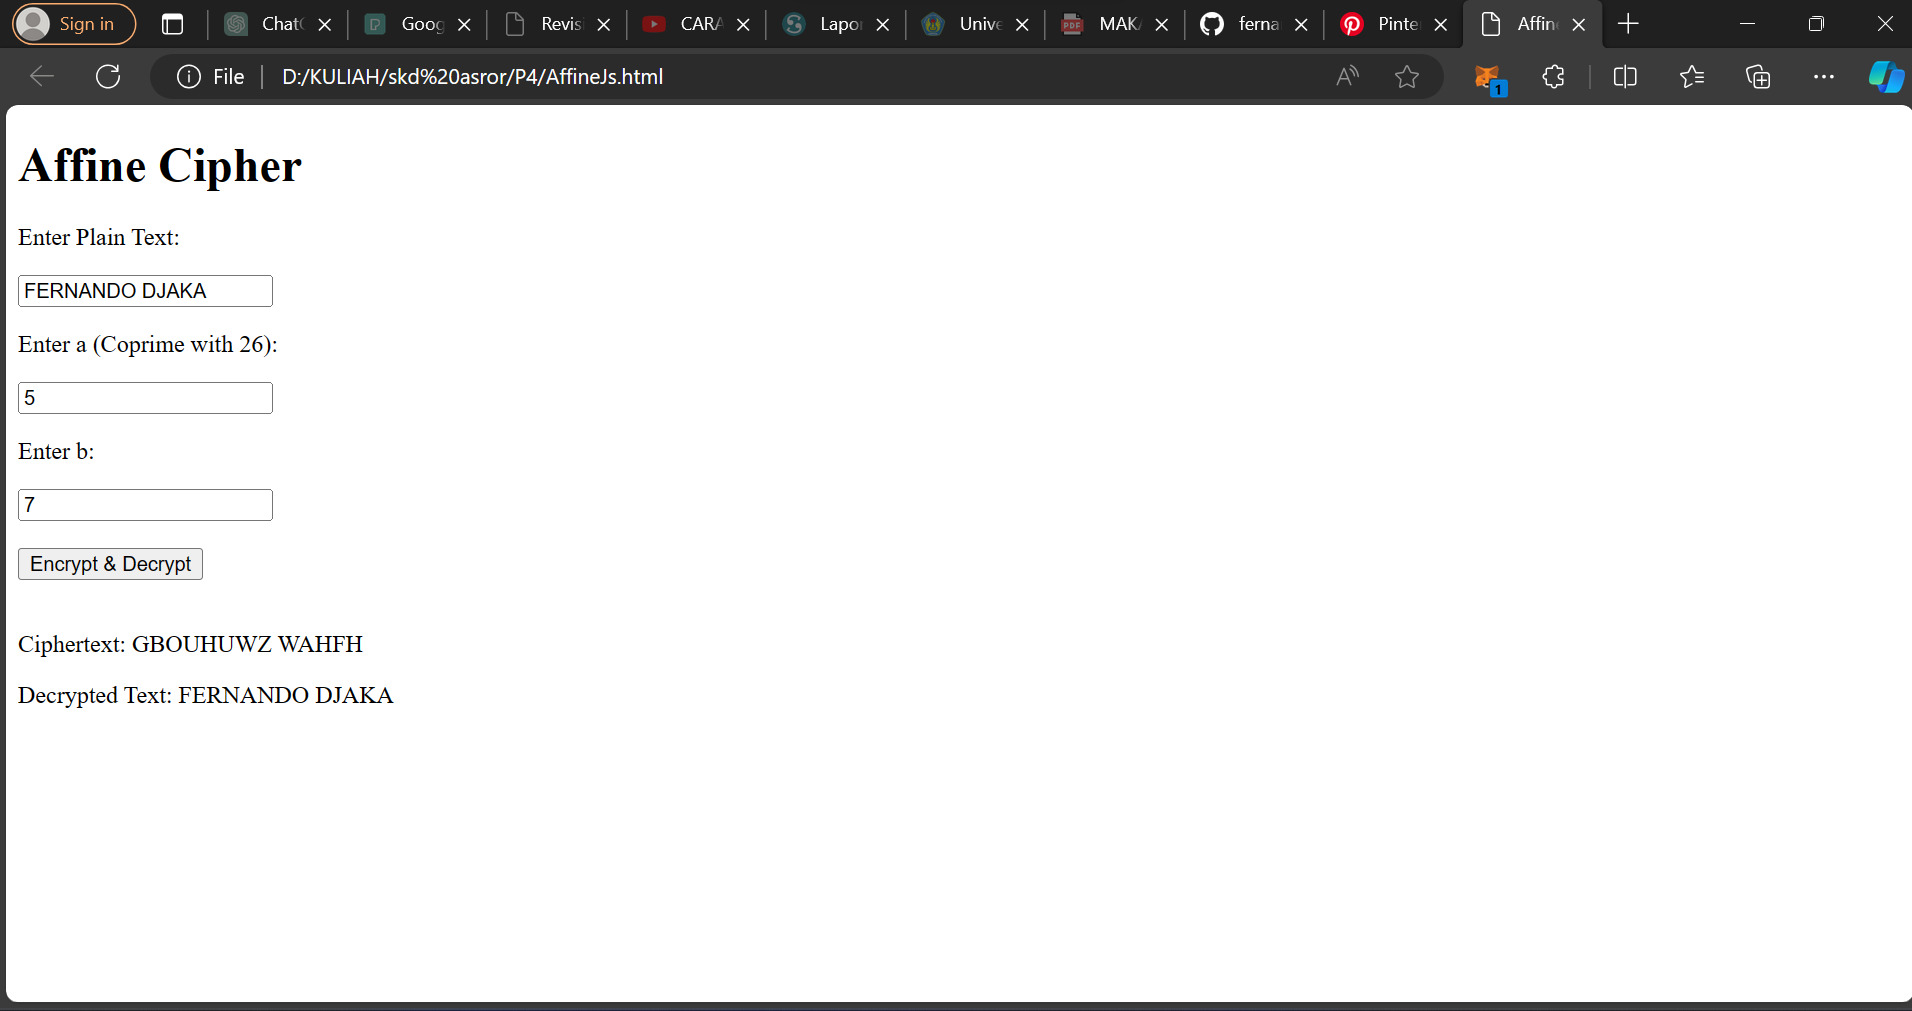 Sign in
Chat
Goog
Revisi
CARA
Lapor
Unive
PDF MAKA
ferna
Pinte
Affin
File D:/KULIAH/skd%20asror/P4/AffineJs.html
1
Affine Cipher
Enter Plain Text:
FERNANDO DJAKA
Enter a (Coprime with 26):
5
Enter b:
7
Encrypt & Decrypt
Ciphertext: GBOUHUWZ WAHFH
Decrypted Text: FERNANDO DJAKA